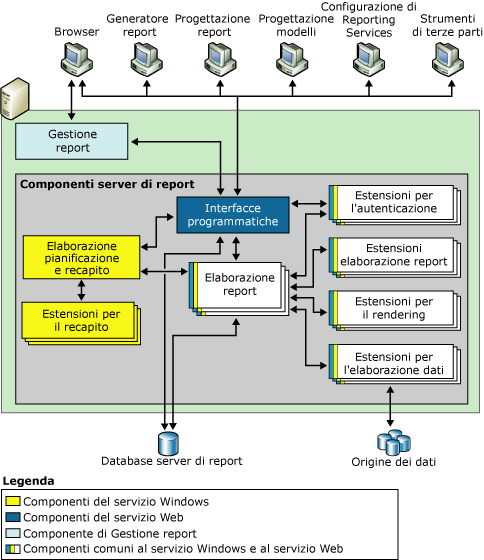 Browser
Generatore
report
Progettazione
report
Progettazione
modelli
Configurazione di
Reporting
Services
Strumenti
di terze parti
Gestione
report
Componenti server di report
Interfacce
programmatiche
Estensioni per
l'autenticazione
Elaborazione
pianificazione
e recapito
Elaborazione
report
Estensioni
elaborazione report
Estensioni per
il recapito
Estensioni per
il rendering
Estensioni per
l'elaborazione dati
Database server di report
Origine dei dati
Legenda
Componenti del servizio Windows
Componenti del servizio Web
Componente di Gestione report
Componenti comuni al servizio Windows e al servizio Web